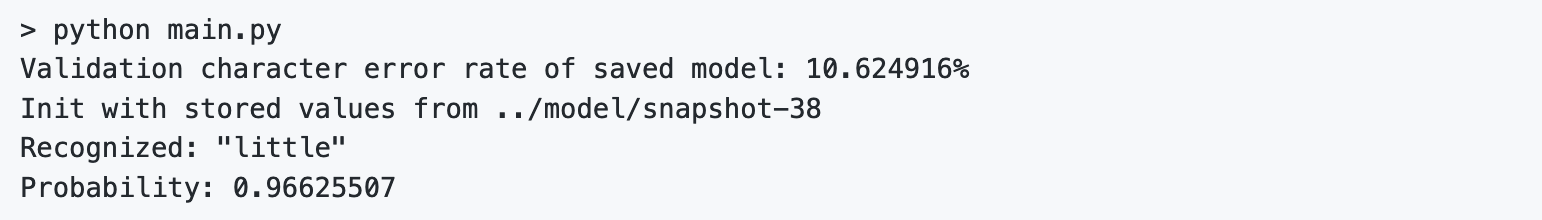 > python main.py
Validation character error rate of saved model: 10.624916%
Init with stored values from ../model/snapshot-38
Recognized: "little"
Probability: 0.96625507